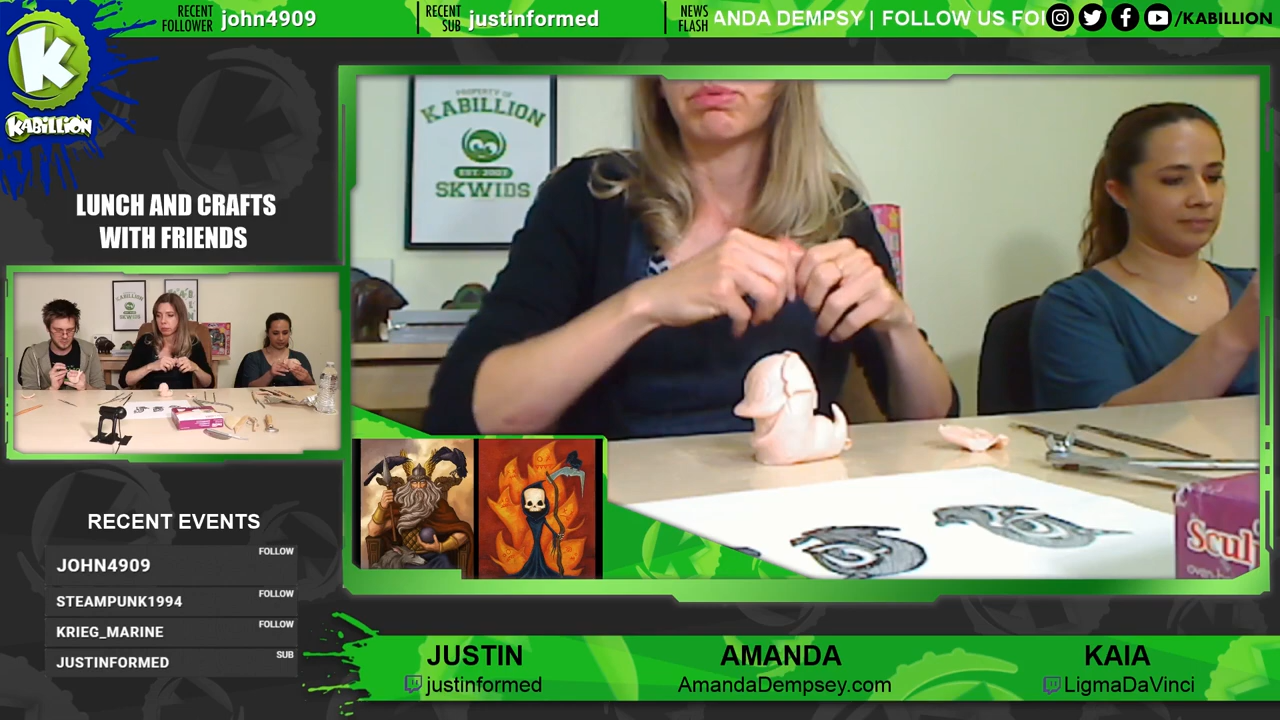 RECENT
FOLLOWER
john4909
RECENT
SUB
justinformed
NEWS
FLASH
ANDA DEMPSY | FOLLOW US FOR
/KABILLION
K
KABILLION
LUNCH AND CRAFTS
WITH FRIENDS
PROPERTY OF
KABILLION
EST. 2007
SKWIDS
RECENT EVENTS
JOHN4909
FOLLOW
STEAMPUNK1994
FOLLOW
KRIEG_MARINE
FOLLOW
JUSTINFORMED
SUB
JUSTIN
justinformed
AMANDA
AmandaDempsey.com
KAIA
LigmaDaVinci